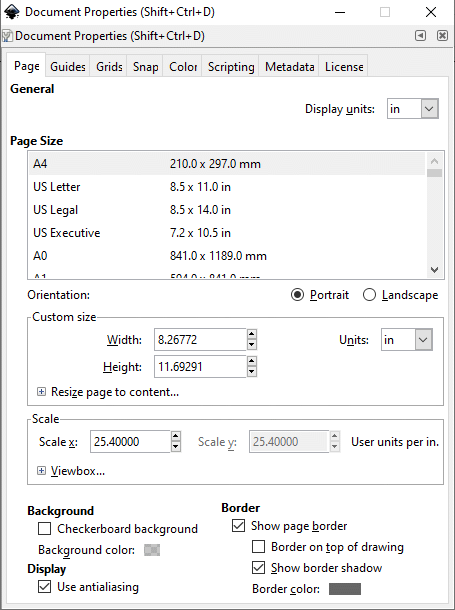 Document Properties (Shift+Ctrl+D)
Document Properties (Shift+Ctrl+D)
Page Guides Grids Snap Color Scripting Metadata License
General
Display units: in
Page Size
A4 210.0 x 297.0 mm
US Letter 8.5 x 11.0 in
US Legal 8.5 x 14.0 in
US Executive 7.2 x 10.5 in
A0 841.0 x 1189.0 mm
A1 594.0 x 841.0 mm
Orientation: Portrait Landscape
Custom size
Width: 8.26772 Units: in
Height: 11.69291
Resize page to content...
Scale
Scale x: 25.40000 Scale y: 25.40000 User units per in.
Viewbox...
Background
Checkerboard background
Background color:
Display
Use antialiasing
Border
Show page border
Border on top of drawing
Show border shadow
Border color: